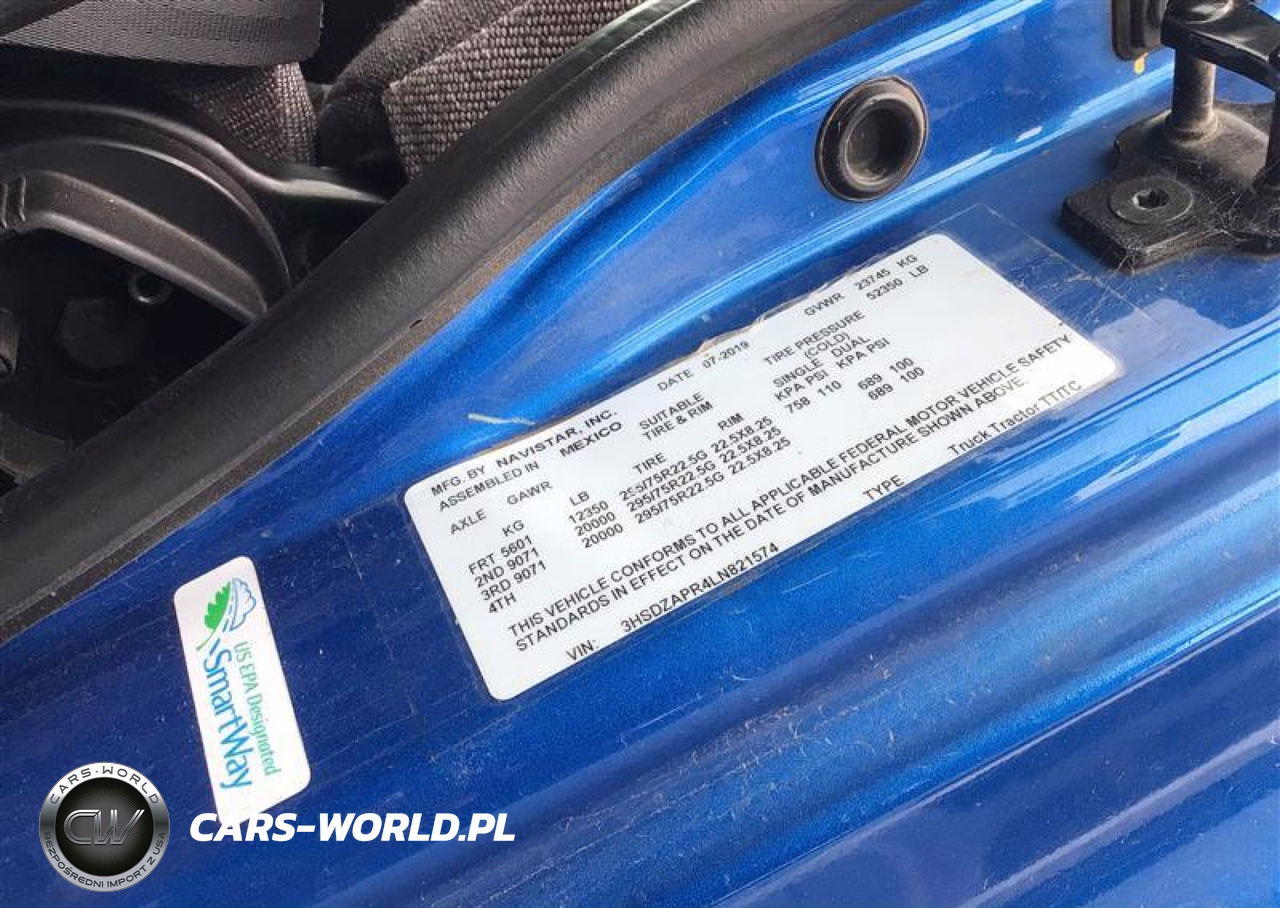 MFG. BY NAVISTAR, INC. DATE 07-2019 GVWR 23745 KG
ASSEMBLED IN MEXICO 52350 LB
AXLE GAWR SUITABLE TIRE PRESSURE
TIRE & RIM (COLD)
SINGLE DUAL
KG LB TIRE RIM KPA PSI KPA PSI
FRT 5601 12350 295/75R22.5G 22.5X8.25 758 110
2ND 9071 20000 295/75R22.5G 22.5X8.25 689 100
3RD 9071 20000 295/75R22.5G 22.5X8.25 689 100
4TH
THIS VEHICLE CONFORMS TO ALL APPLICABLE FEDERAL MOTOR VEHICLE SAFETY
STANDARDS IN EFFECT ON THE DATE OF MANUFACTURE SHOWN ABOVE.
VIN: 3HSDZAPR4LN821574 TYPE Truck Tractor TT/TC
US EPA Designated
SmartWay
CARS-WORLD
CW
BEZPOŚREDNI IMPORT Z USA
CARS-WORLD.PL